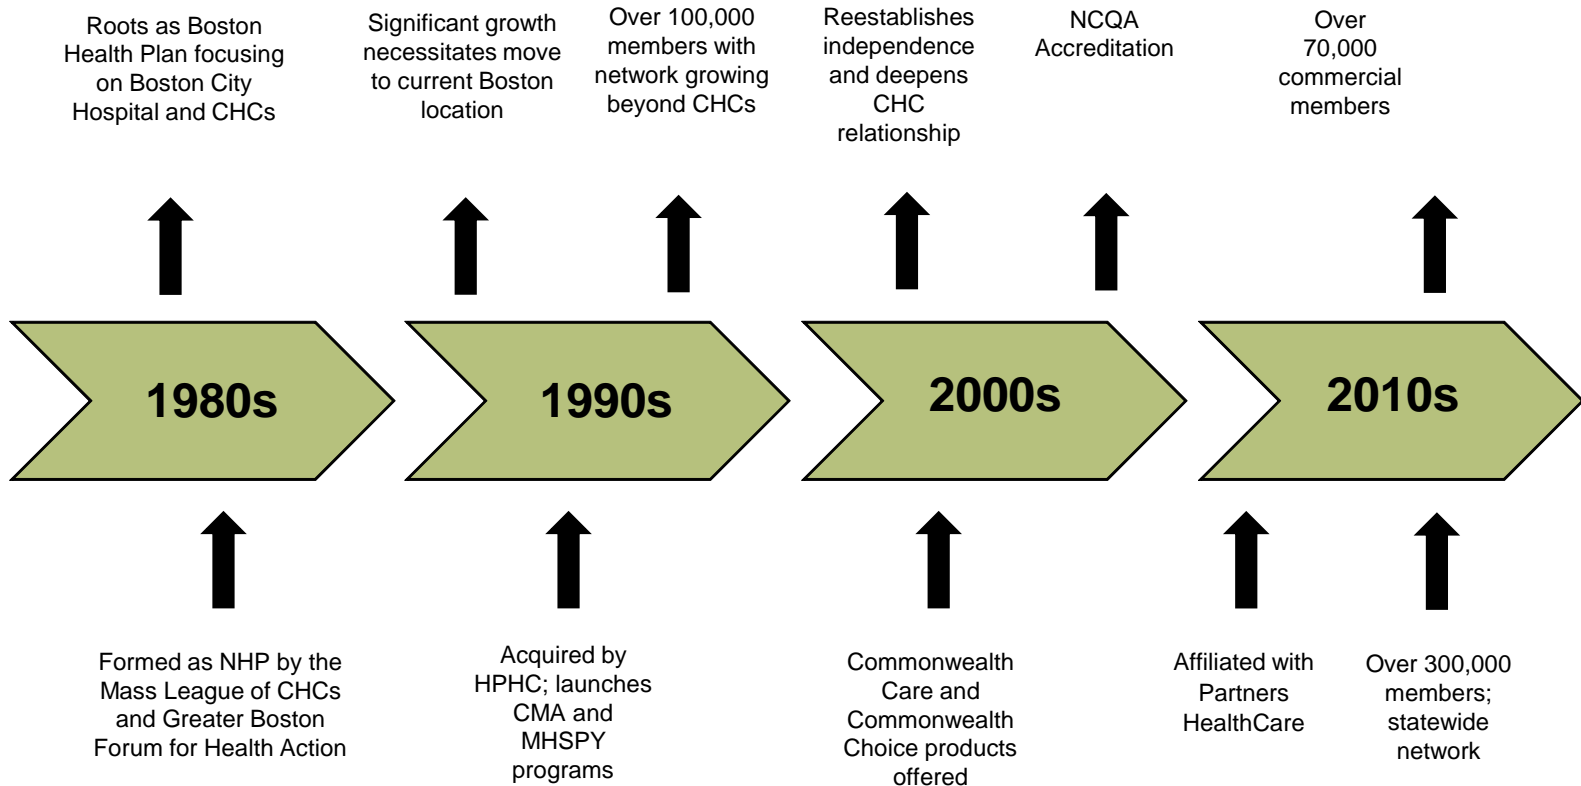 Roots as Boston
Health Plan focusing
on Boston City
Hospital and CHCs
Significant growth
necessitates move
to current Boston
location
Over 100,000
members with
network growing
beyond CHCs
Reestablishes
independence
and deepens
CHC
relationship
NCQA
Accreditation
Over
70,000
commercial
members
1980s
1990s
2000s
2010s
Formed as NHP by the
Mass League of CHCs
and Greater Boston
Forum for Health Action
Acquired by
HPHC; launches
CMA and
MHSPY
programs
Commonwealth
Care and
Commonwealth
Choice products
offered
Affiliated with
Partners
HealthCare
Over 300,000
members;
statewide
network